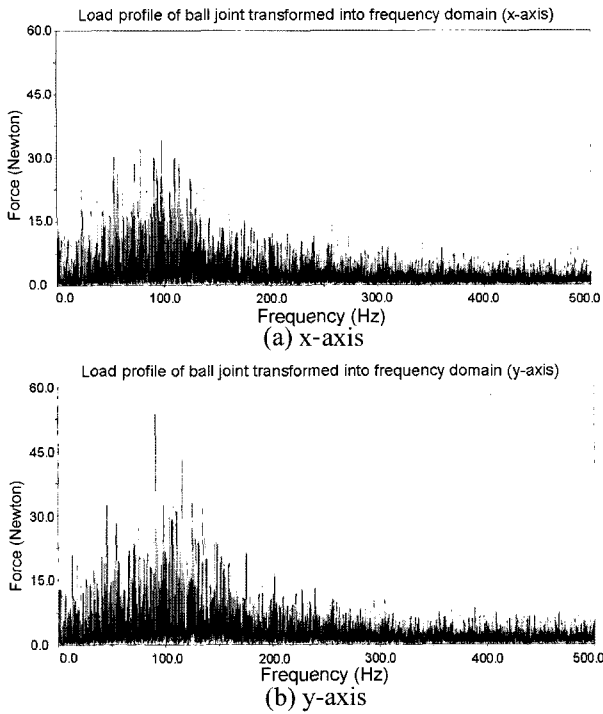 Load profile of ball joint transformed into frequency domain (x-axis)
60.0
45.0
30.0
15.0
0.0
Force (Newton)
0.0 100.0 200.0 300.0 400.0 500.0
Frequency (Hz)
(a) x-axis
Load profile of ball joint transformed into frequency domain (y-axis)
60.0
45.0
30.0
15.0
0.0
Force (Newton)
0.0 100.0 200.0 300.0 400.0 500.0
Frequency (Hz)
(b) y-axis